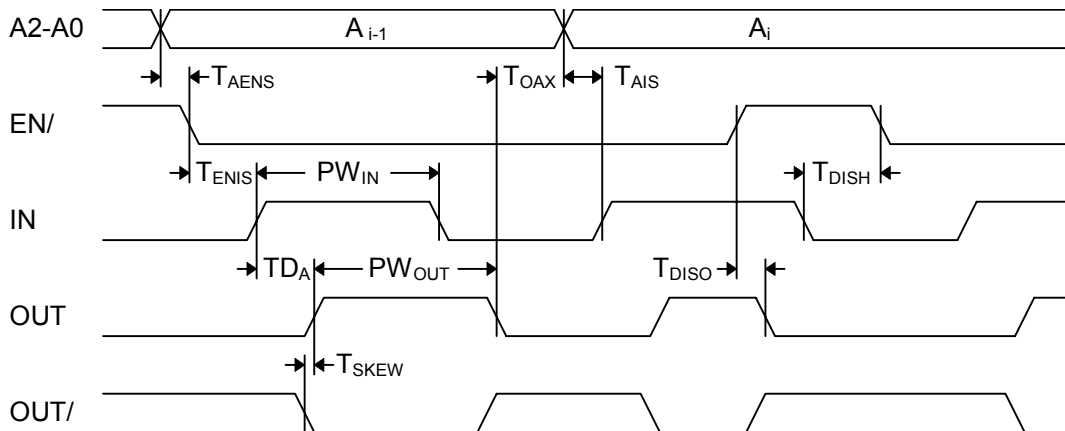 A2-A0 A i-1 Ai
TAENS TOAX TAIS
EN/
TENIS PWIN TDISH
IN
TDA PWOUT TDISO
OUT
TSKEW
OUT/